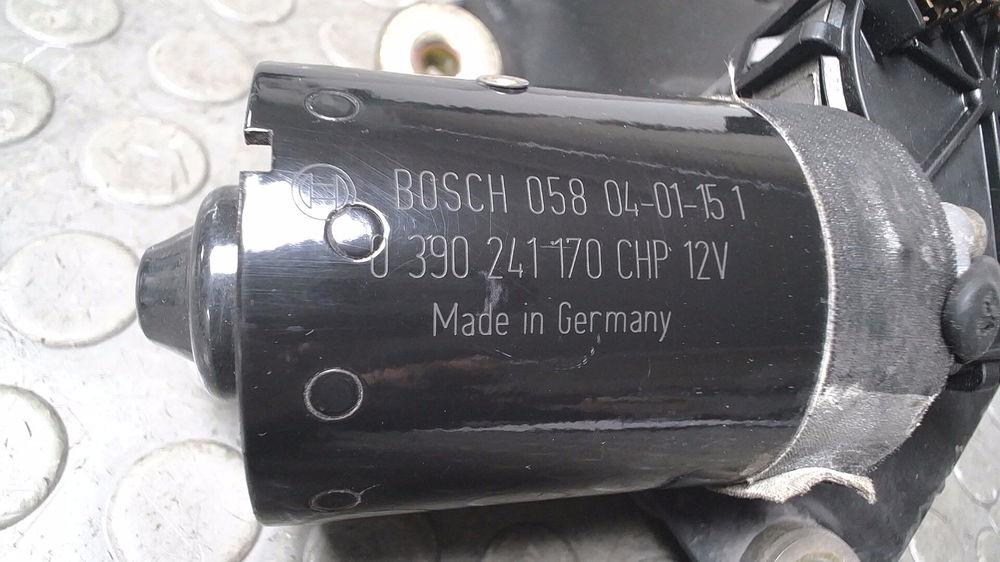 BOSCH 058 04-01-15 1
0 390 241 170 CHP 12V
Made in Germany